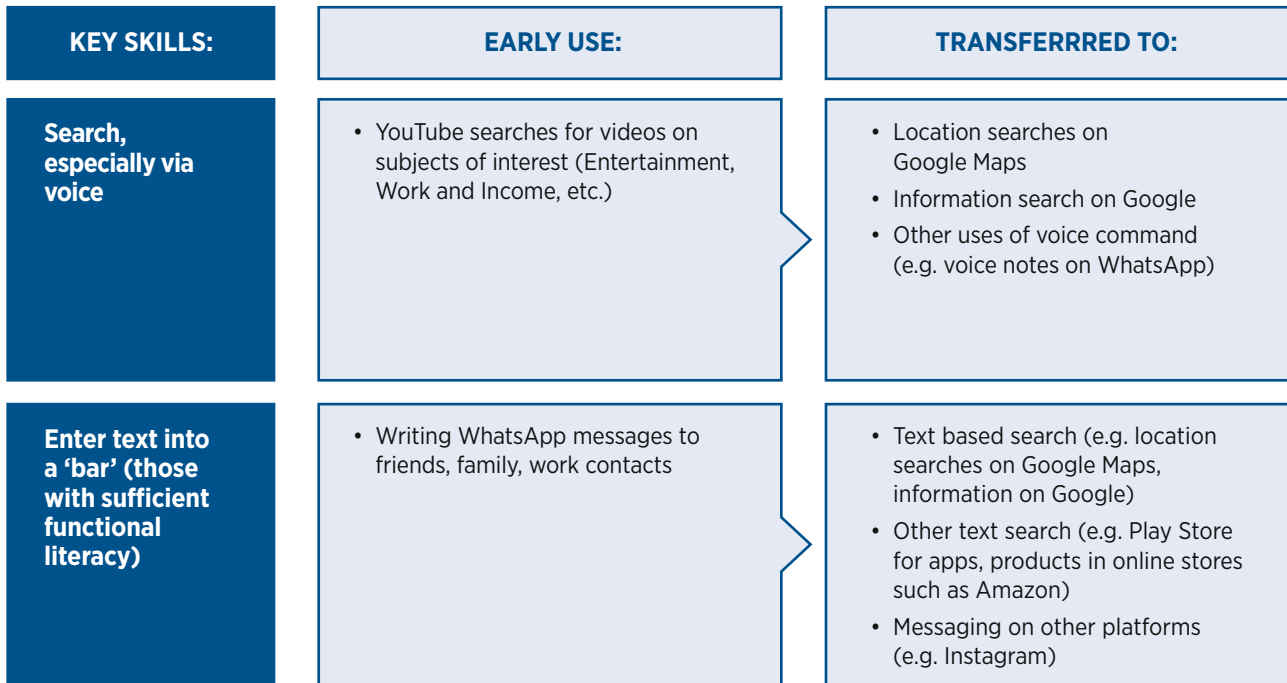 KEY SKILLS:
EARLY USE:
TRANSFERRRED TO:
Search,
especially via
voice
• YouTube searches for videos on
subjects of interest (Entertainment,
Work and Income, etc.)
• Location searches on
Google Maps
• Information search on Google
• Other uses of voice command
(e.g. voice notes on WhatsApp)
Enter text into
a ‘bar’ (those
with sufficient
functional
literacy)
• Writing WhatsApp messages to
friends, family, work contacts
• Text based search (e.g. location
searches on Google Maps,
information on Google)
• Other text search (e.g. Play Store
for apps, products in online stores
such as Amazon)
• Messaging on other platforms
(e.g. Instagram)